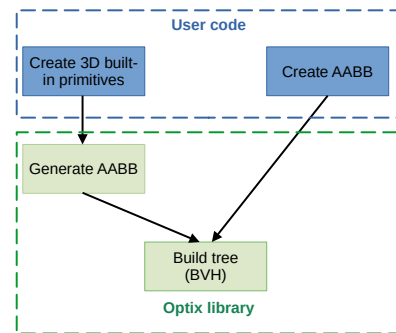 User code
Create 3D built-
in primitives
Create AABB
Generate AABB
Build tree
(BVH)
Optix library